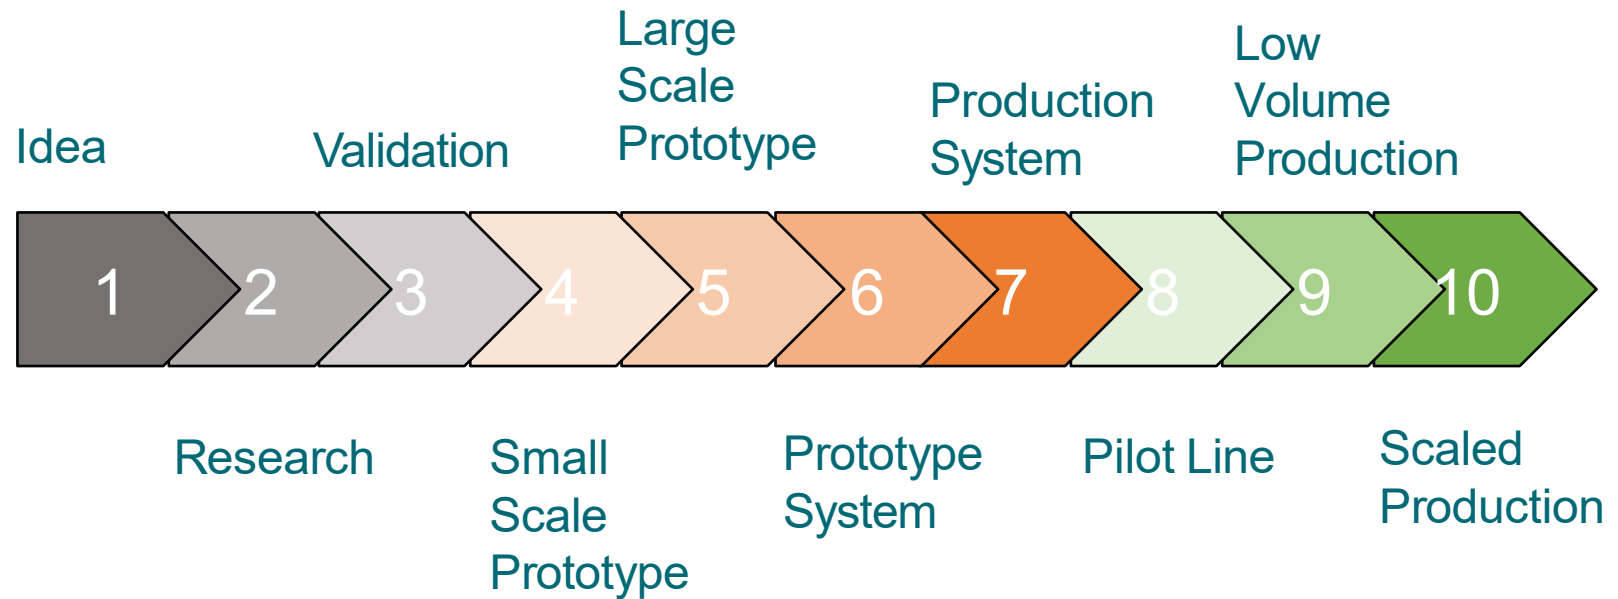 Idea
Validation
Large
Scale
Prototype
Production
System
Low
Volume
Production
1
2
3
4
5
6
7
8
9
10
Research
Small
Scale
Prototype
Prototype
System
Pilot Line
Scaled
Production